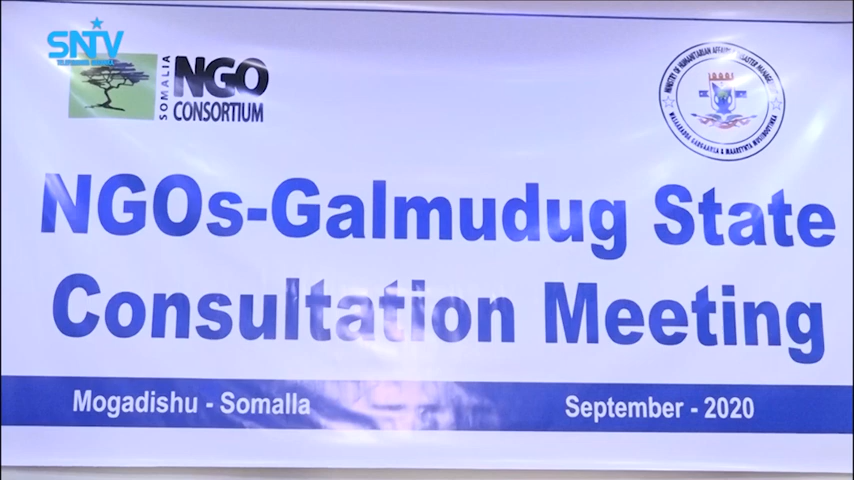 SNTV
SOMALIA
NGO
CONSORTIUM
NGOs-Galmudug State
Consultation Meeting
Mogadishu - Somalla
September - 2020